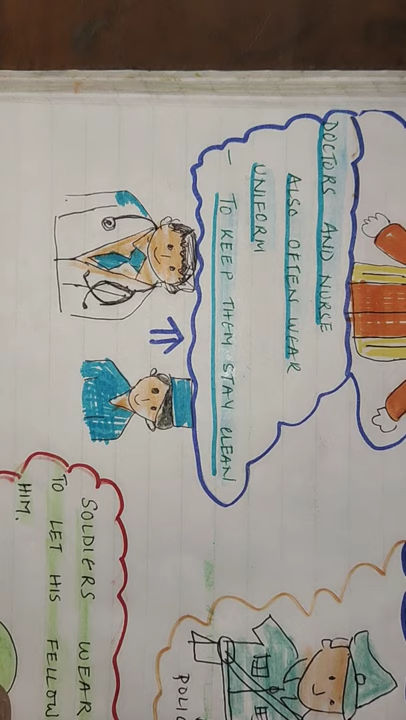 DOCTORS AND NURSE
ALSO OFTEN WEAR
UNIFORM
- TO KEEP THEM STAY CLEAN
SOLDIERS WEAR
TO LET HIS FELLOW
HIM.